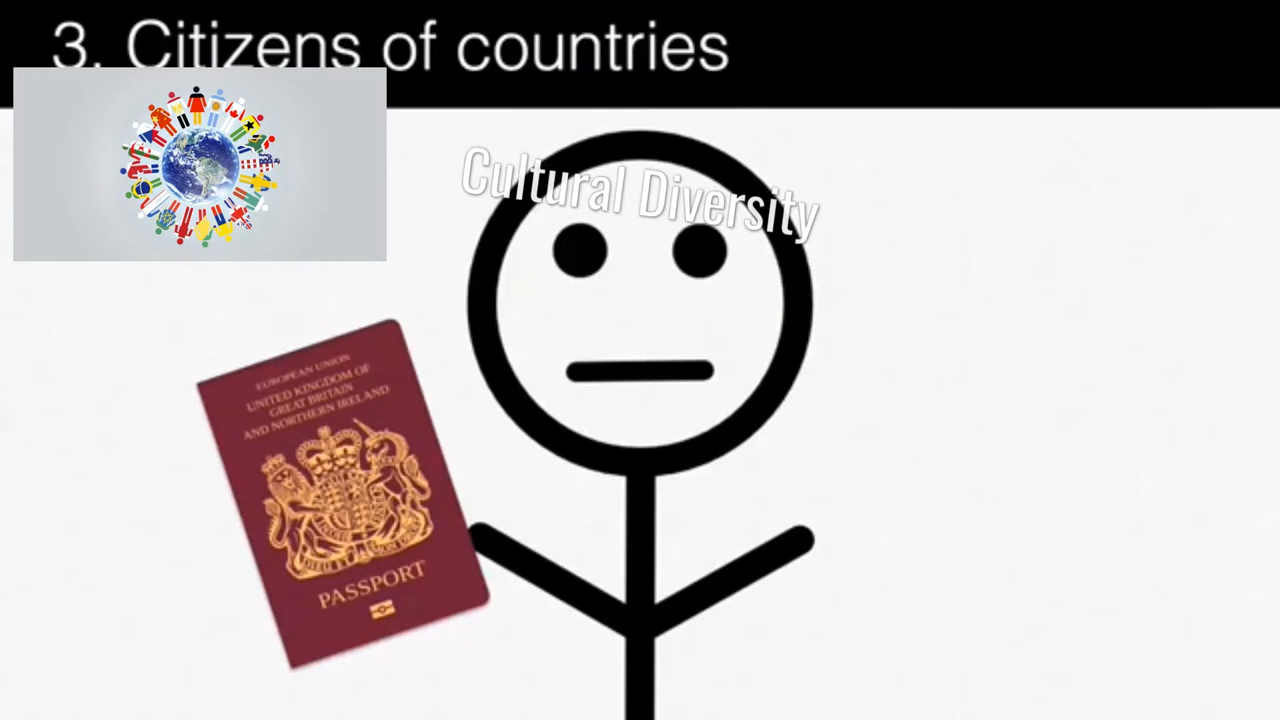 3. Citizens of countries
Cultural Diversity
EUROPEAN UNION
UNITED KINGDOM OF
GREAT BRITAIN
AND NORTHERN IRELAND
PASSPORT